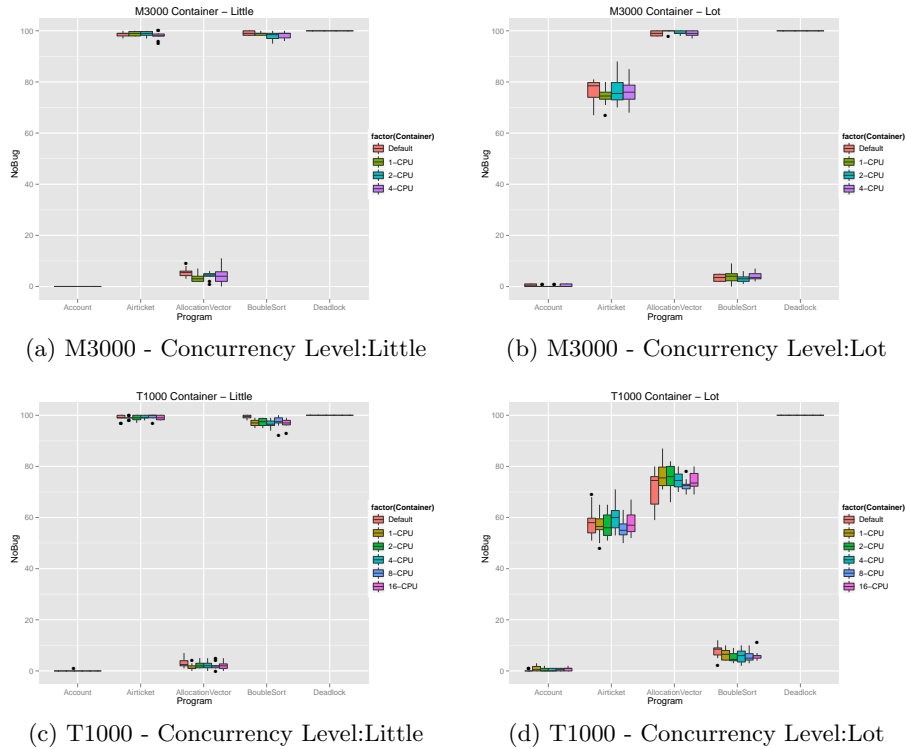 M3000 Container – Little
NoBug
100
80
60
40
20
0
Account
Airticket
AllocationVector
BoubleSort
Deadlock
Program
factor(Container)
Default
1–CPU
2–CPU
4–CPU
(a) M3000 - Concurrency Level:Little
M3000 Container – Lot
NoBug
100
80
60
40
20
0
Account
Airticket
AllocationVector
BoubleSort
Deadlock
Program
factor(Container)
Default
1–CPU
2–CPU
4–CPU
(b) M3000 - Concurrency Level:Lot
T1000 Container – Little
NoBug
100
80
60
40
20
0
Account
Airticket
AllocationVector
BoubleSort
Deadlock
Program
factor(Container)
Default
1–CPU
2–CPU
4–CPU
8–CPU
16–CPU
(c) T1000 - Concurrency Level:Little
T1000 Container – Lot
NoBug
100
80
60
40
20
0
Account
Airticket
AllocationVector
BoubleSort
Deadlock
Program
factor(Container)
Default
1–CPU
2–CPU
4–CPU
8–CPU
16–CPU
(d) T1000 - Concurrency Level:Lot